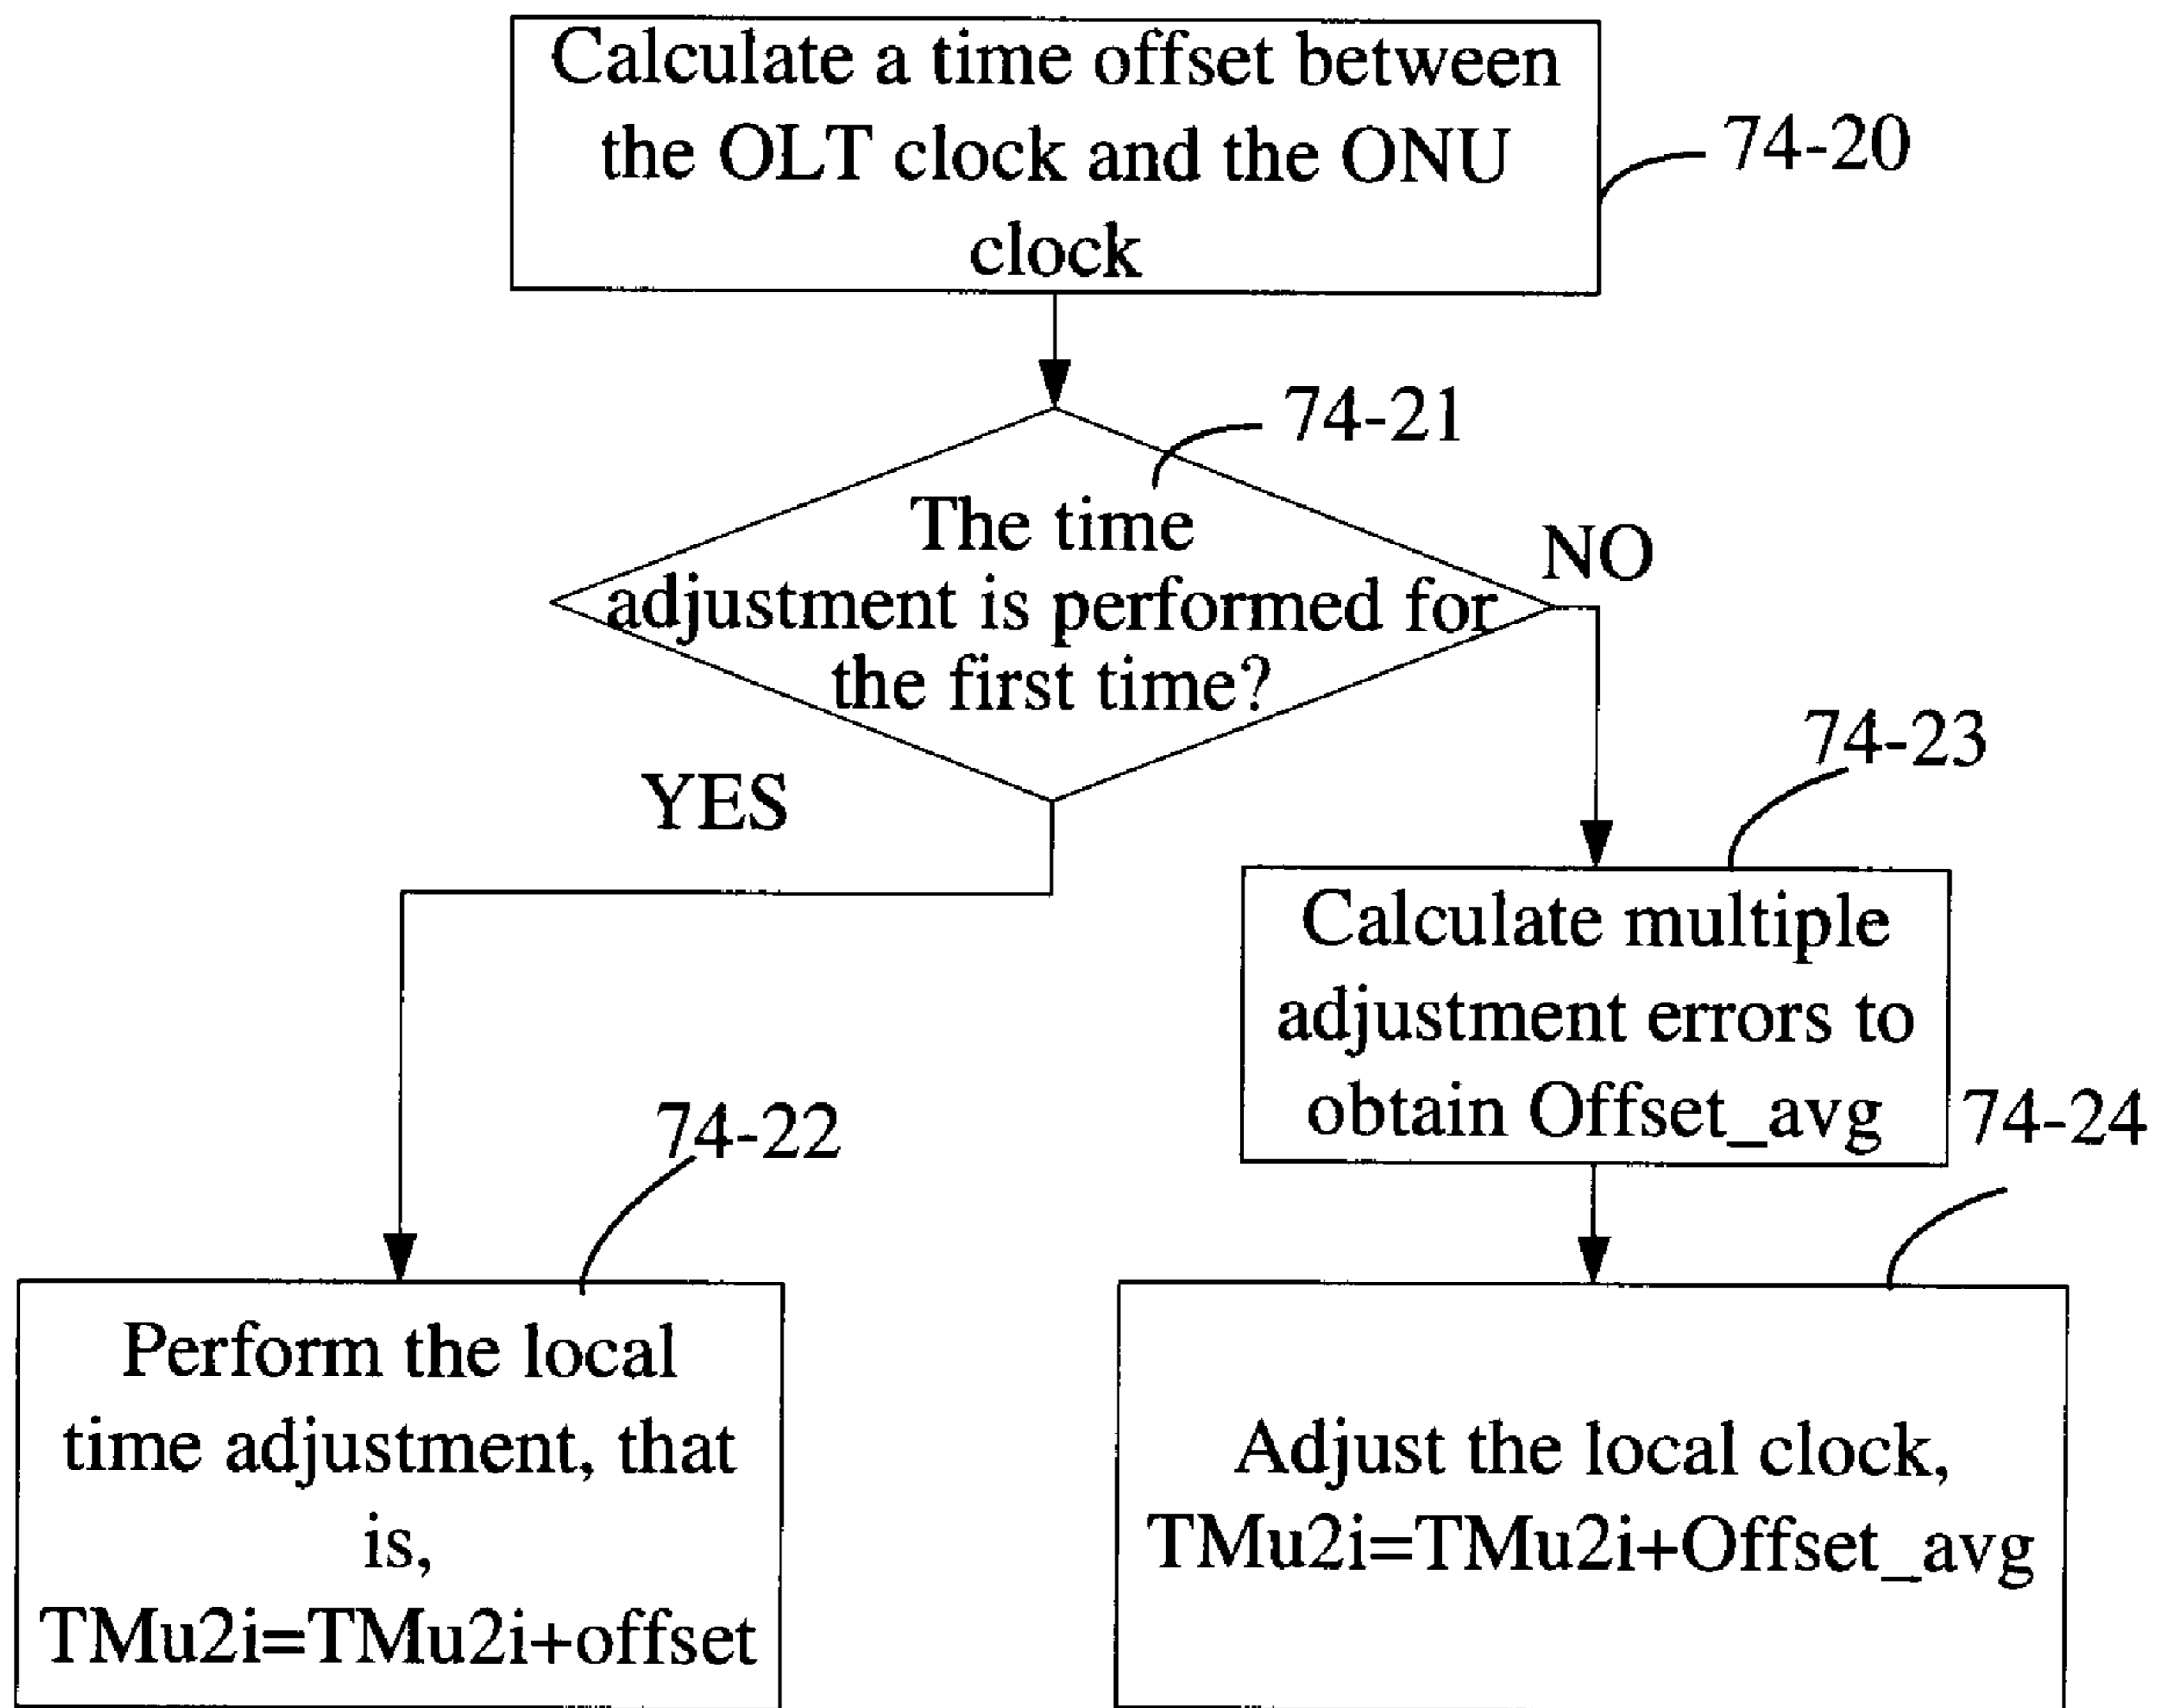 Calculate a time offset between
the OLT clock and the ONU
clock
74-20
74-21
The time
adjustment is performed for
the first time?
NO
YES
74-23
Calculate multiple
adjustment errors to
obtain Offset_avg
74-24
74-22
Perform the local
time adjustment, that
is,
TMu2i=TMu2i+offset
Adjust the local clock,
TMu2i=TMu2i+Offset_avg